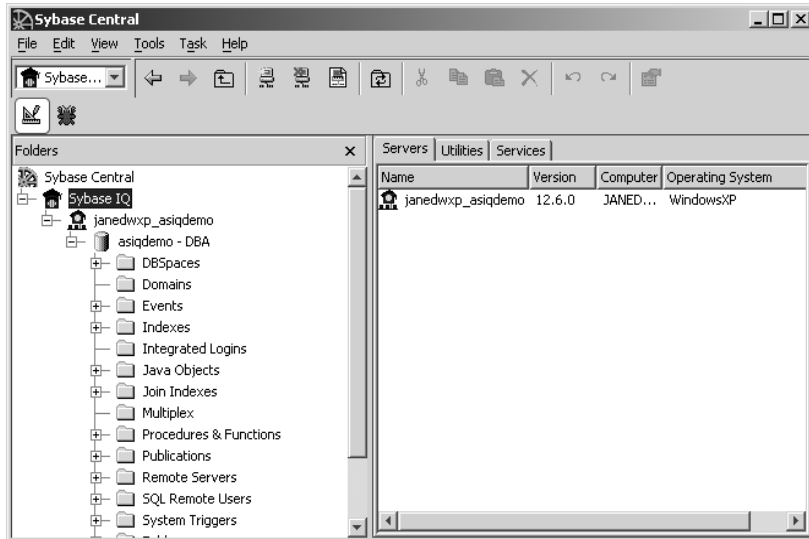 Sybase Central
File Edit View Tools Task Help
Sybase...
Folders
Sybase Central
Sybase IQ
janedwxp_asiqdemo
asiqdemo - DBA
DBSpaces
Domains
Events
Indexes
Integrated Logins
Java Objects
Join Indexes
Multiplex
Procedures & Functions
Publications
Remote Servers
SQL Remote Users
System Triggers
Servers Utilities Services
Name Version Computer Operating System
janedwxp_asiqdemo 12.6.0 JANED... WindowsXP